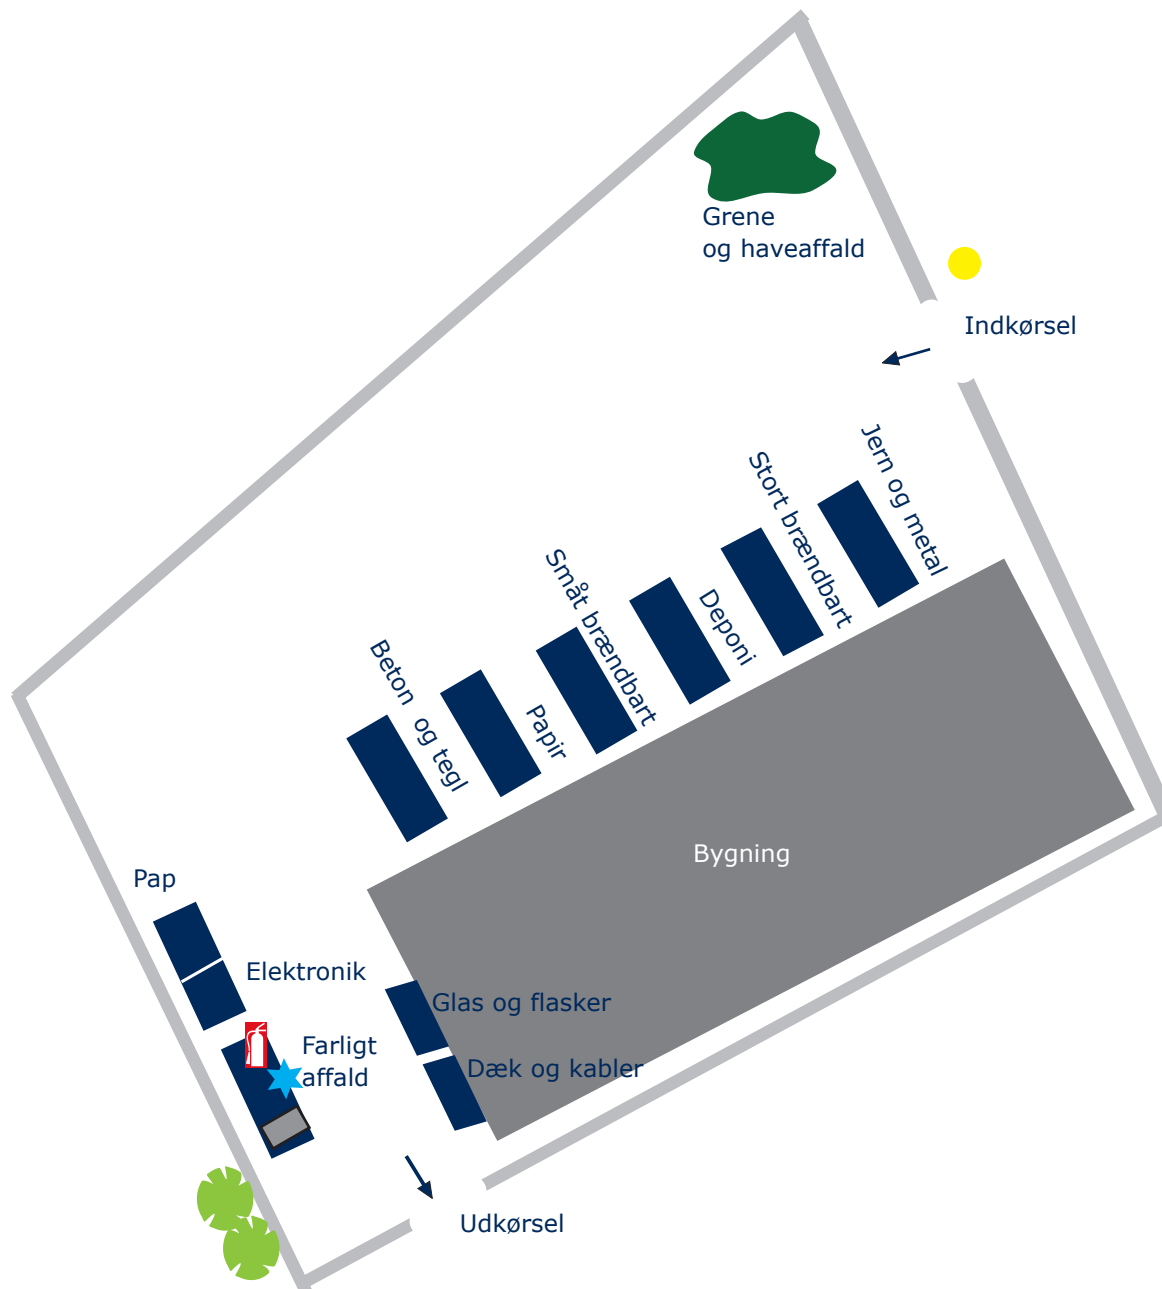 Grene
og haveaffald
Indkørsel
Jern og metal
Stort brændbart
Deponi
Småt brændbart
Papir
Beton og tegl
Bygning
Pap
Elektronik
Glas og flasker
Farligt
affald
Dæk og kabler
Udkørsel